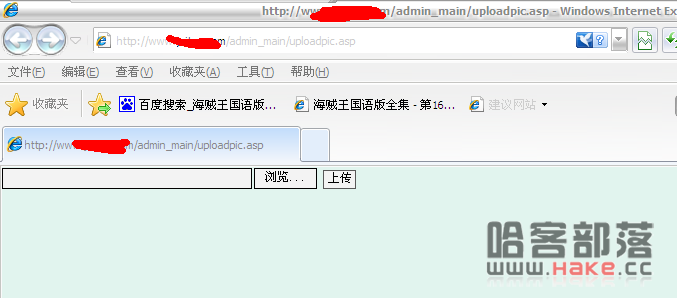 http://ww m/admin_main/uploadpic.asp - Windows Internet Ex
http://ww /admin_main/uploadpic.asp
文件(F) 编辑(E) 查看(V) 收藏夹(A) 工具(T) 帮助(H)
收藏夹 百度搜索_海贼王国语版... 海贼王国语版全集 - 第16... 建议网站
http://ww m/admin_main/uploadpic.asp
浏览... 上传
哈客部落
www.Hake.cc